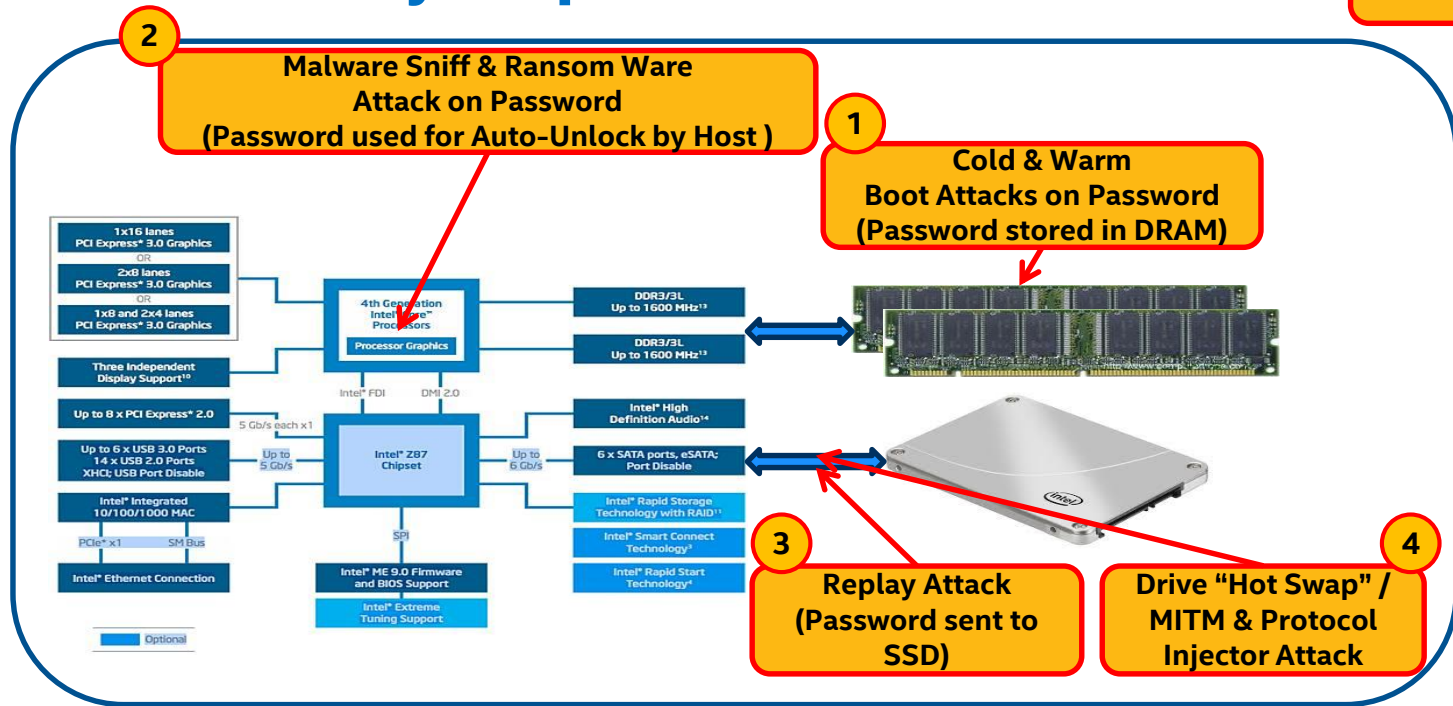 2
Malware Sniff & Ransom Ware
Attack on Password
(Password used for Auto-Unlock by Host )
1
Cold & Warm
Boot Attacks on Password
(Password stored in DRAM)
1x16 lanes
PCI Express* 3.0 Graphics
OR
2x8 lanes
PCI Express* 3.0 Graphics
OR
1x8 and 2x4 lanes
PCI Express* 3.0 Graphics
4th Generation
Intel® Core™
Processors
Processor Graphics
DDR3/3L
Up to 1600 MHz¹³
DDR3/3L
Up to 1600 MHz¹³
Three Independent
Display Support¹⁰
Intel® FDI
DMI 2.0
Up to 8 x PCI Express* 2.0
5 Gb/s each x1
Intel® High
Definition Audio¹⁴
Up to 6 x USB 3.0 Ports
14 x USB 2.0 Ports
XHCI; USB Port Disable
Up to
5 Gb/s
Intel® Z87
Chipset
Up to
6 Gb/s
6 x SATA ports, eSATA;
Port Disable
Intel® Integrated
10/100/1000 MAC
Intel® Rapid Storage
Technology with RAID¹¹
PCIe* x1
SM Bus
SPI
Intel® Smart Connect
Technology³
Intel® Ethernet Connection
Intel® ME 9.0 Firmware
and BIOS Support
Intel® Rapid Start
Technology⁴
Intel® Extreme
Tuning Support
Optional
intel
3
Replay Attack
(Password sent to
SSD)
4
Drive “Hot Swap” /
MITM & Protocol
Injector Attack